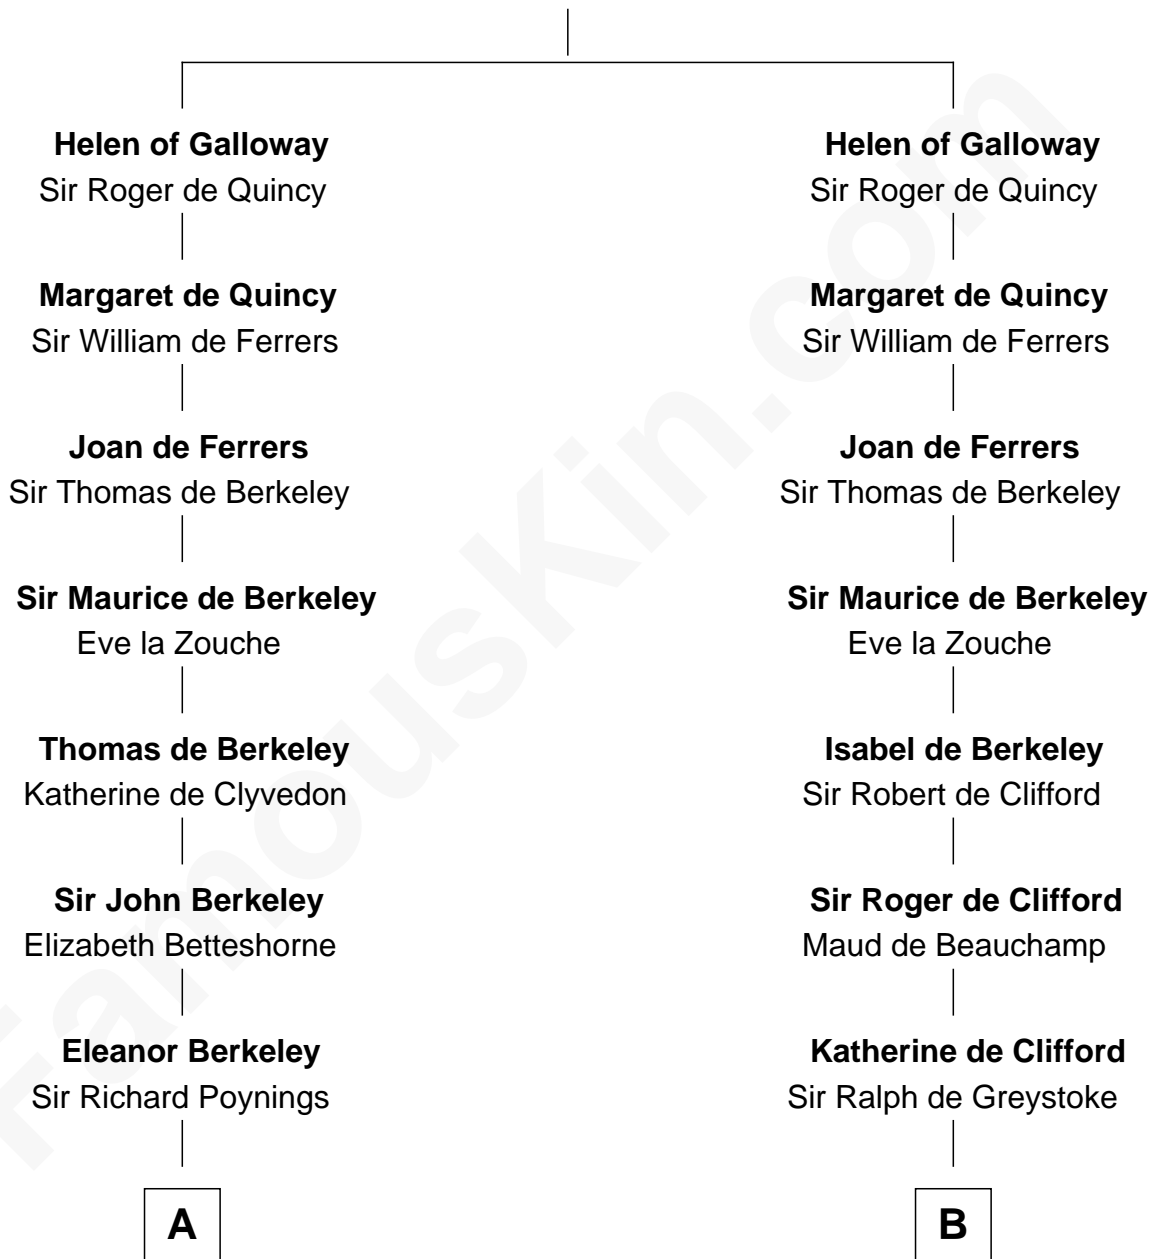 Helen of Galloway
Sir Roger de Quincy
Margaret de Quincy
Sir William de Ferrers
Joan de Ferrers
Sir Thomas de Berkeley
Sir Maurice de Berkeley
Eve la Zouche
Thomas de Berkeley
Katherine de Clyvedon
Sir John Berkeley
Elizabeth Betteshorne
Eleanor Berkeley
Sir Richard Poynings
A
Helen of Galloway
Sir Roger de Quincy
Margaret de Quincy
Sir William de Ferrers
Joan de Ferrers
Sir Thomas de Berkeley
Sir Maurice de Berkeley
Eve la Zouche
Isabel de Berkeley
Sir Robert de Clifford
Sir Roger de Clifford
Maud de Beauchamp
Katherine de Clifford
Sir Ralph de Greystoke
B
FamousKin.com